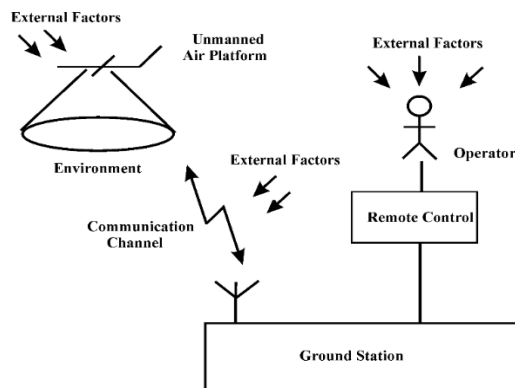 External Factors
Unmanned
Air Platform
External Factors
Environment
External Factors
Operator
Communication
Channel
Remote Control
Ground Station